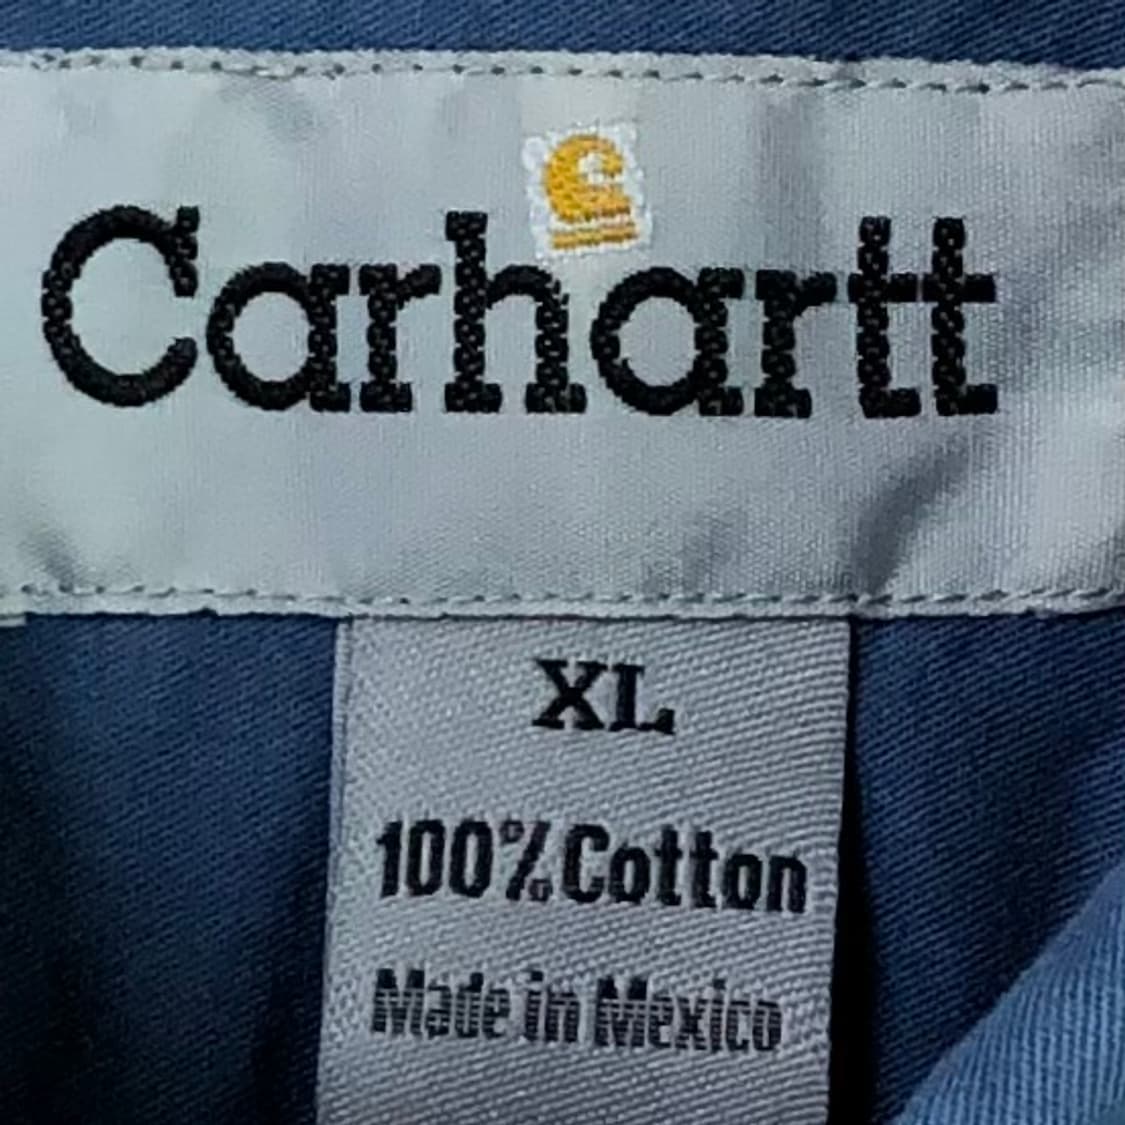 Carhartt
XL
100% Cotton
Made in Mexico